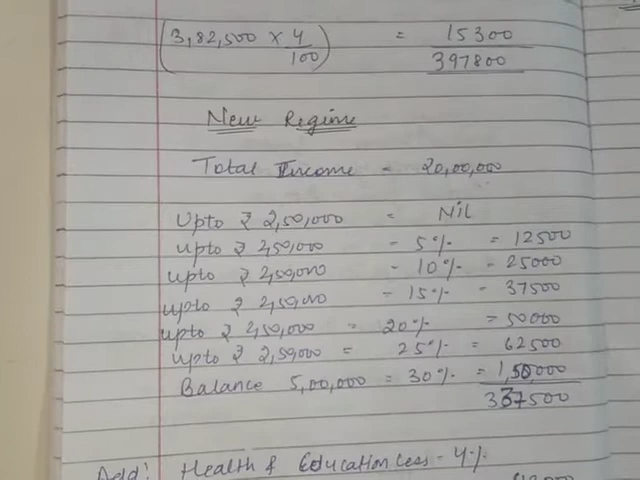 (3,82,500 x 4/100) = 15300
397800
New Regime
Total Income = 20,00,000
Upto ₹ 2,50,000 = Nil
upto ₹ 2,50,000 - 5% = 12500
upto ₹ 2,50,000 - 10% - 25000
upto ₹ 2,50,000 - 15% - 37500
upto ₹ 2,50,000 = 20% = 50000
upto ₹ 2,50,000 = 25% = 62500
Balance 5,00,000 = 30% = 1,50,000
337500
Add: Health & Education Cess - 4%